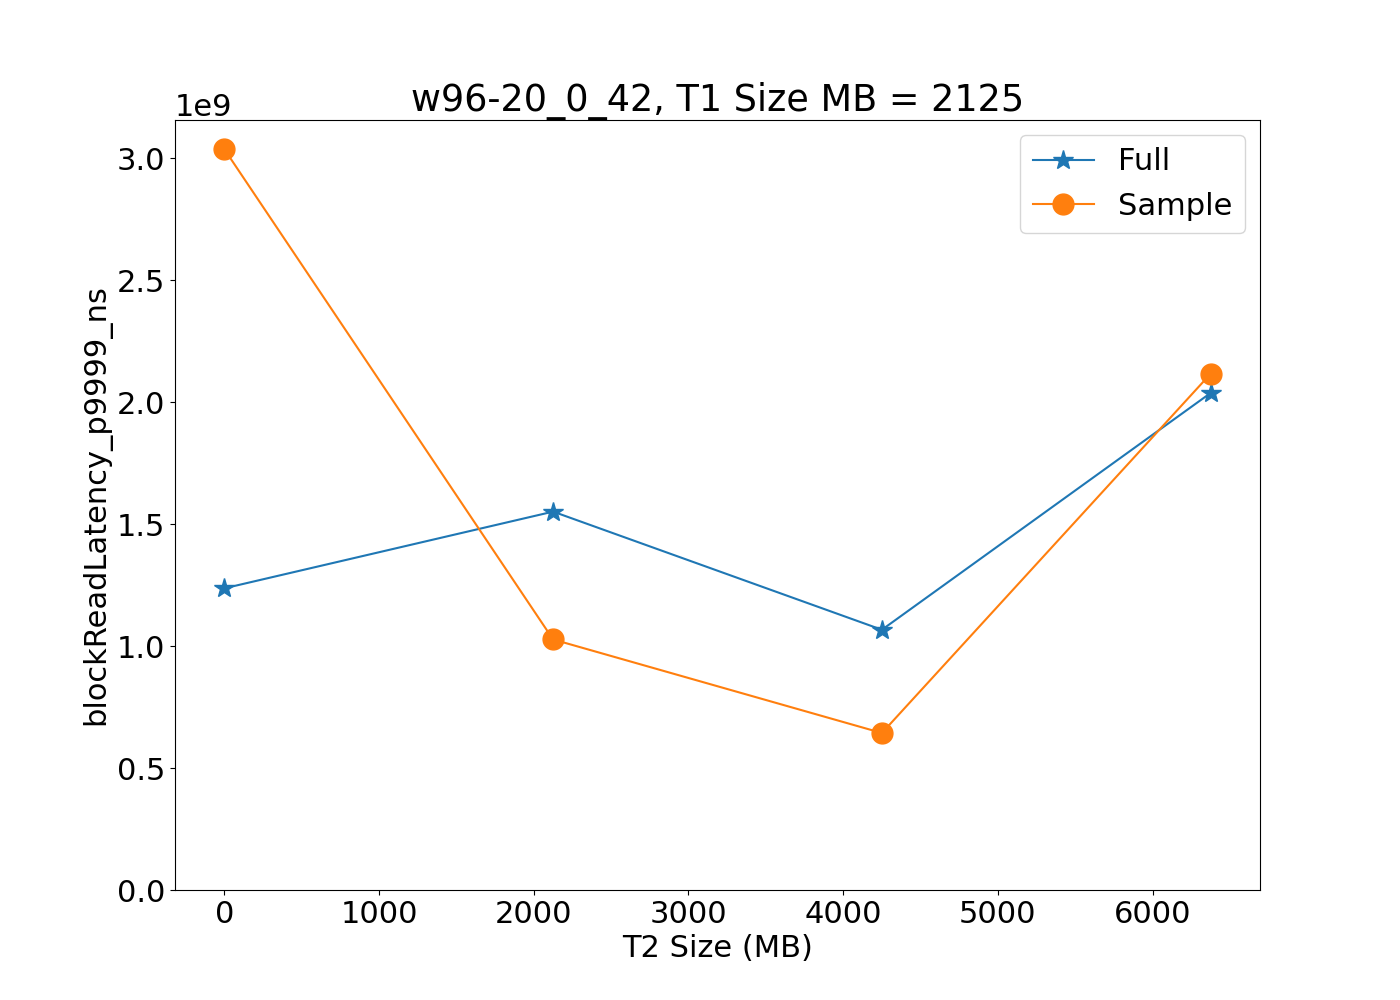 w96-20_0_42, T1 Size MB = 2125
1e9
3.0
2.5
2.0
1.5
1.0
0.5
0.0
blockReadLatency_p9999_ns
Full
Sample
0 1000 2000 3000 4000 5000 6000
T2 Size (MB)